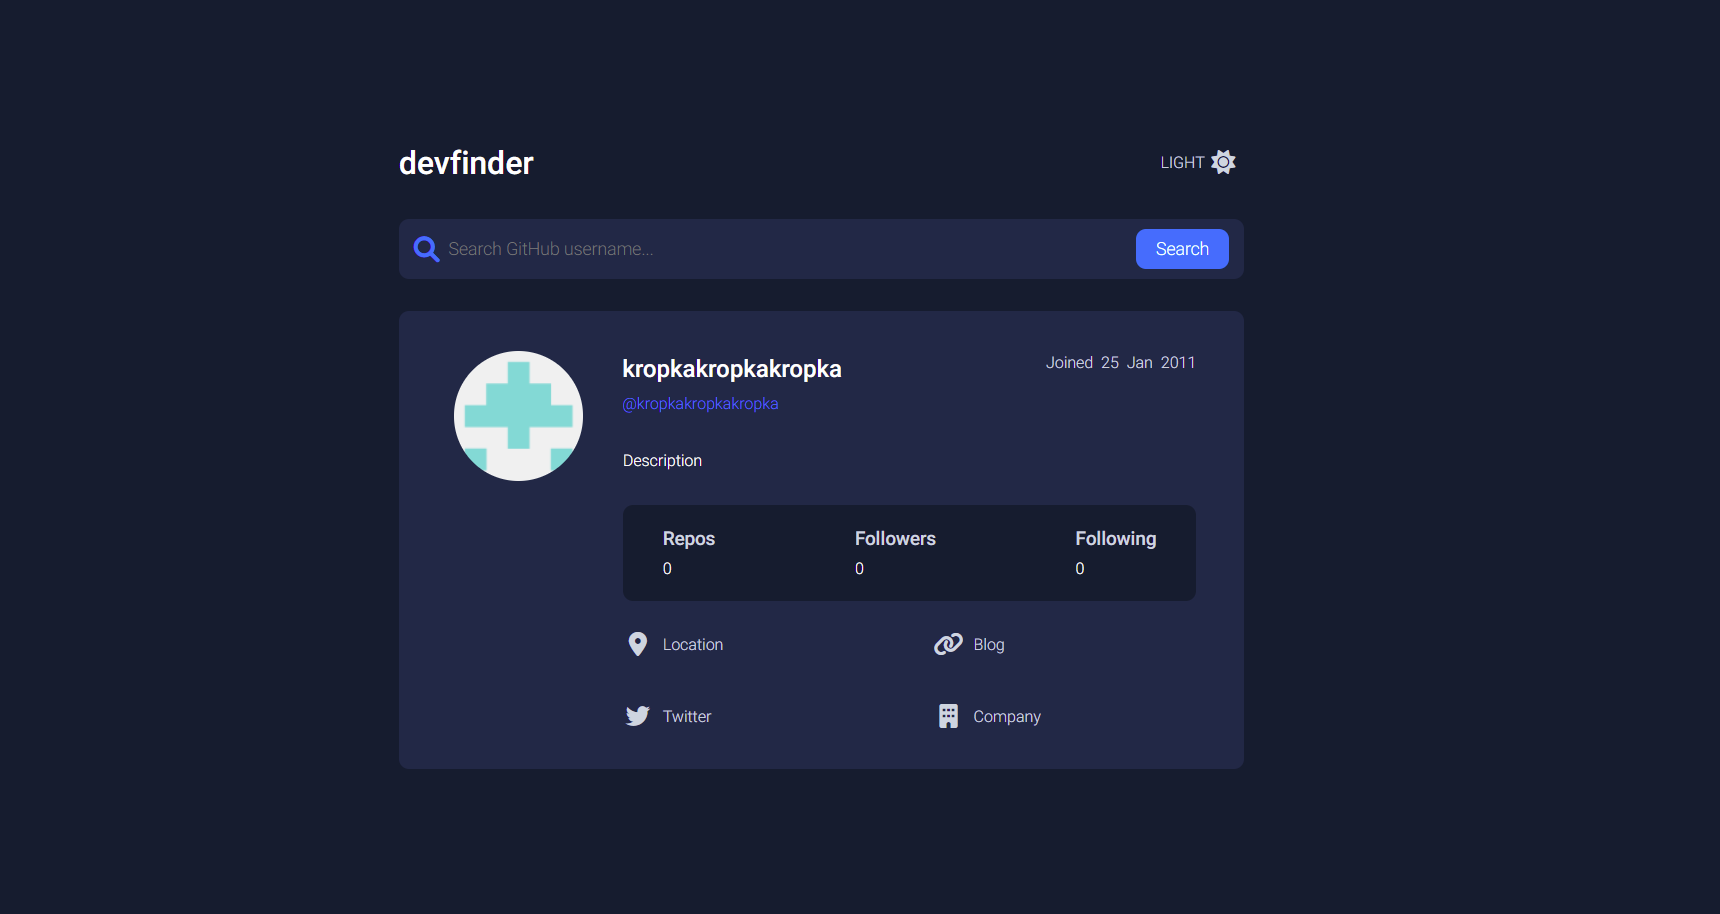 devfinder
LIGHT
Search GitHub username...
Search
kropkakropkakropka
Joined 25 Jan 2011
@kropkakropkakropka
Description
Repos Followers Following
0 0 0
Location Blog
Twitter Company